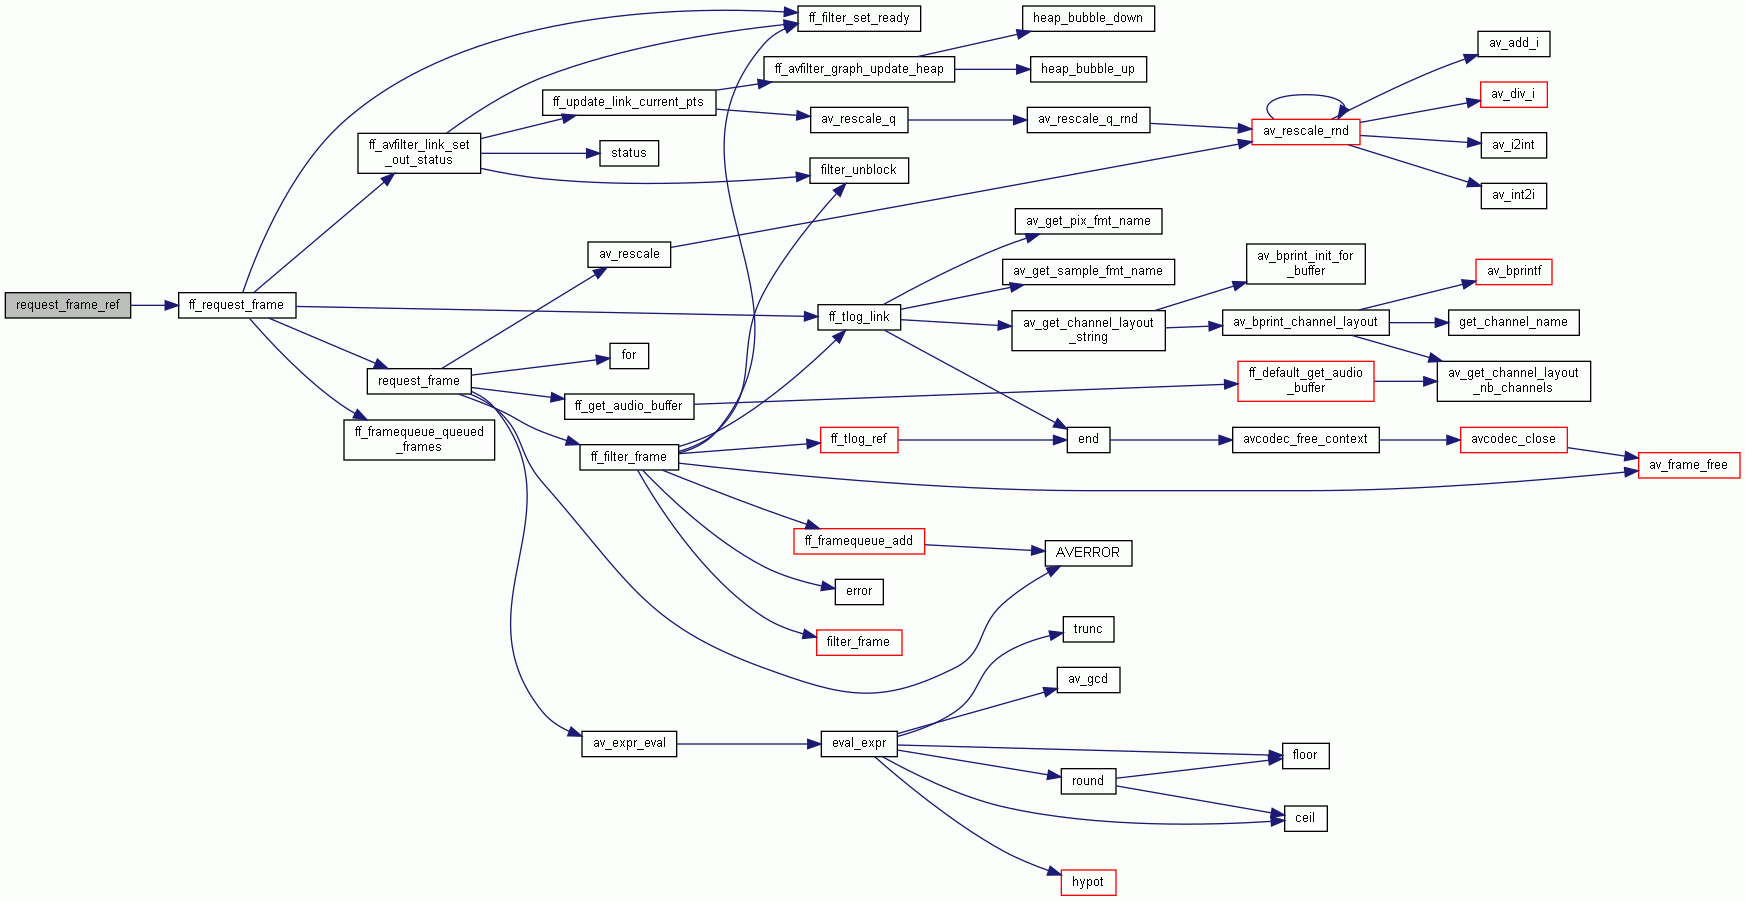 ff_filter_set_ready
heap_bubble_down
av_add_i
ff_avfilter_graph_update_heap
heap_bubble_up
av_div_i
ff_update_link_current_pts
av_rescale_q
av_rescale_q_rnd
av_rescale_rnd
av_i2int
ff_avfilter_link_set
_out_status
status
filter_unblock
av_int2i
av_get_pix_fmt_name
av_rescale
av_get_sample_fmt_name
av_bprint_init_for
_buffer
av_bprintf
request_frame_ref
ff_request_frame
ff_tlog_link
av_get_channel_layout
_string
av_bprint_channel_layout
get_channel_name
for
request_frame
ff_default_get_audio
_buffer
av_get_channel_layout
_nb_channels
ff_get_audio_buffer
ff_framequeue_queued
_frames
ff_filter_frame
ff_tlog_ref
end
avcodec_free_context
avcodec_close
av_frame_free
ff_framequeue_add
AVERROR
error
filter_frame
trunc
av_gcd
av_expr_eval
eval_expr
floor
round
ceil
hypot